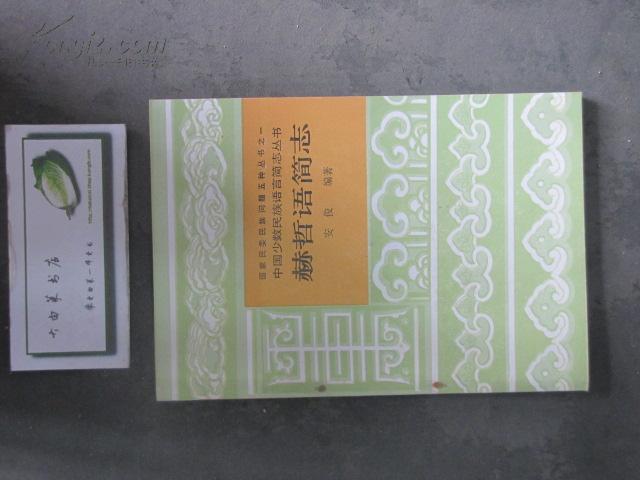 国家民委民族问题五种丛书之一
中国少数民族语言简志丛书
赫哲语简志
安俊 编著
大白菜书店